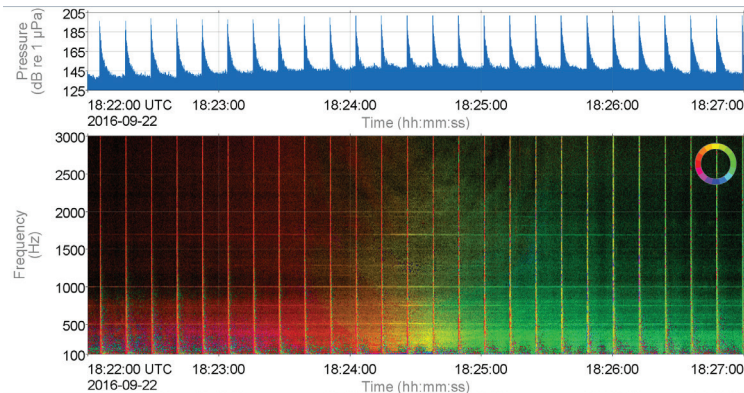 Pressure
(dB re 1 µPa)
205
185
165
145
125
18:22:00 UTC 18:23:00 18:24:00 18:25:00 18:26:00 18:27:00
2016-09-22
Time (hh:mm:ss)
Frequency
(Hz)
3000
2500
2000
1500
1000
500
100
18:22:00 UTC 18:23:00 18:24:00 18:25:00 18:26:00 18:27:00
2016-09-22
Time (hh:mm:ss)